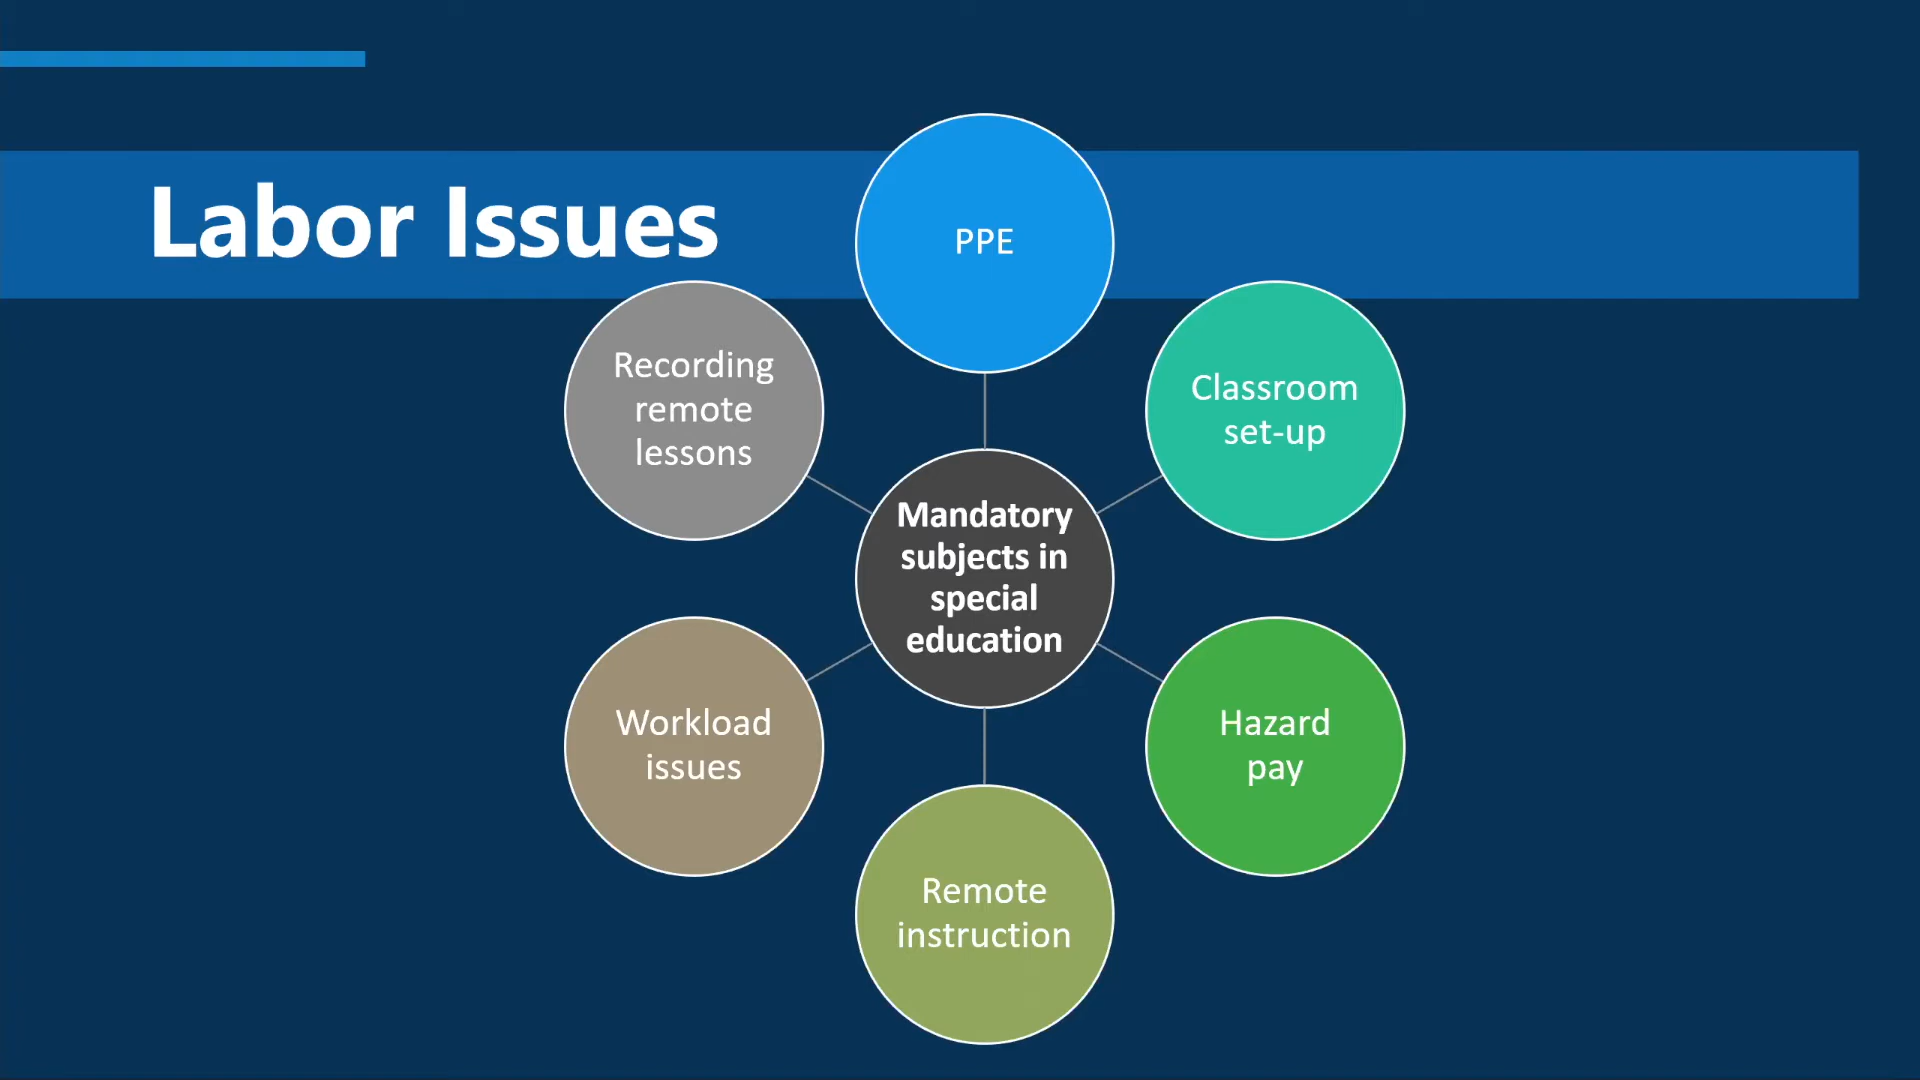 Labor Issues
PPE
Classroom
set-up
Hazard
pay
Remote
instruction
Workload
issues
Recording
remote
lessons
Mandatory
subjects in
special
education